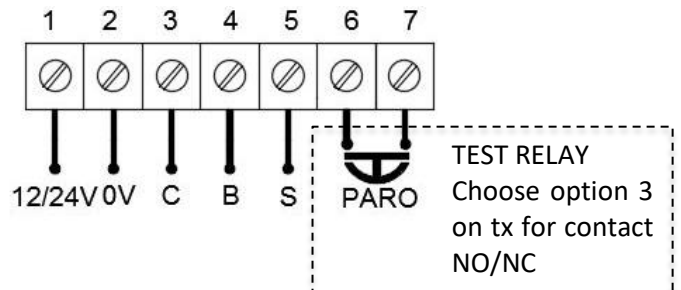 1 2 3 4 5 6 7
12/24V 0V C B S PARO
TEST RELAY
Choose option 3
on tx for contact
NO/NC